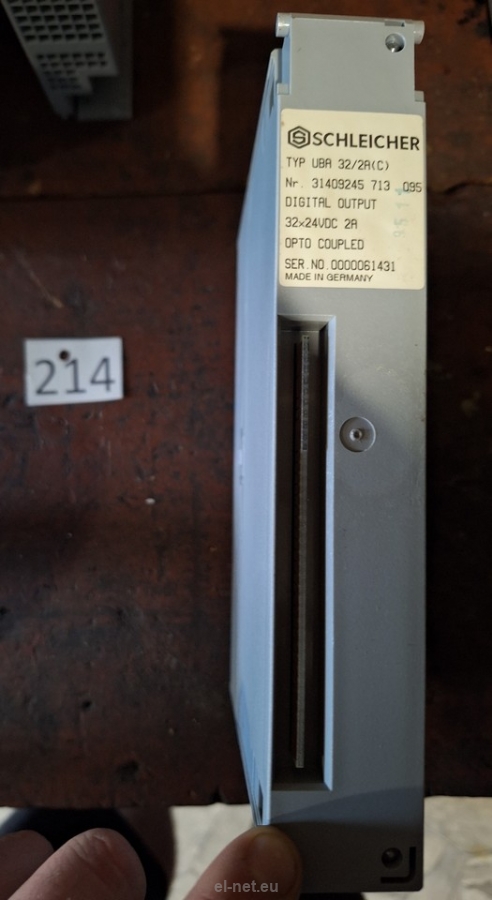 SCHLEICHER
TYP UBA 32/2A(C)
Nr. 31409245 713 095
DIGITAL OUTPUT
32x24VDC 2A
OPTO COUPLED
SER.NO.0000061431
MADE IN GERMANY
214
el-net.eu